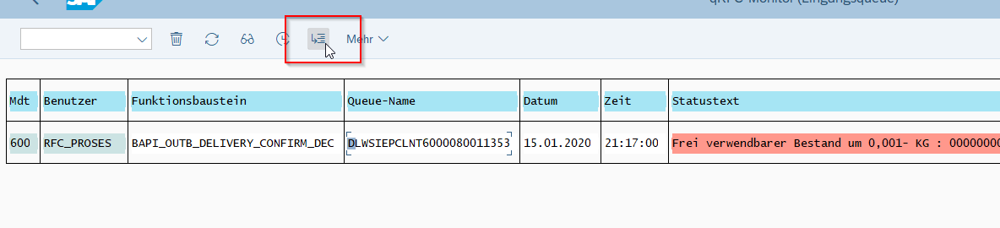 SAP
qRFC-Monitor (Eingangsqueue)
Mehr
Mdt Benutzer Funktionsbaustein Queue-Name Datum Zeit Statustext
600 RFC_PROSES BAPI_OUTB_DELIVERY_CONFIRM_DEC DLWSIEPCLNT6000080011353 15.01.2020 21:17:00 Frei verwendbarer Bestand um 0,001- KG : 00000000